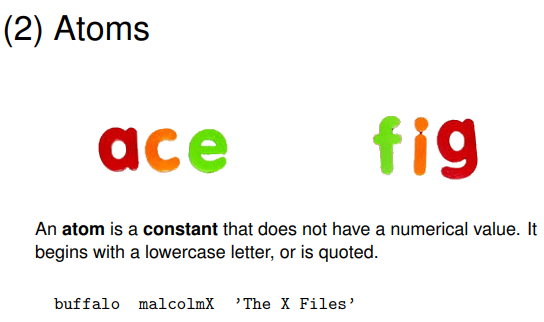 (2) Atoms
ace fig
An atom is a constant that does not have a numerical value. It
begins with a lowercase letter, or is quoted.
buffalo malcolmX ’The X Files’